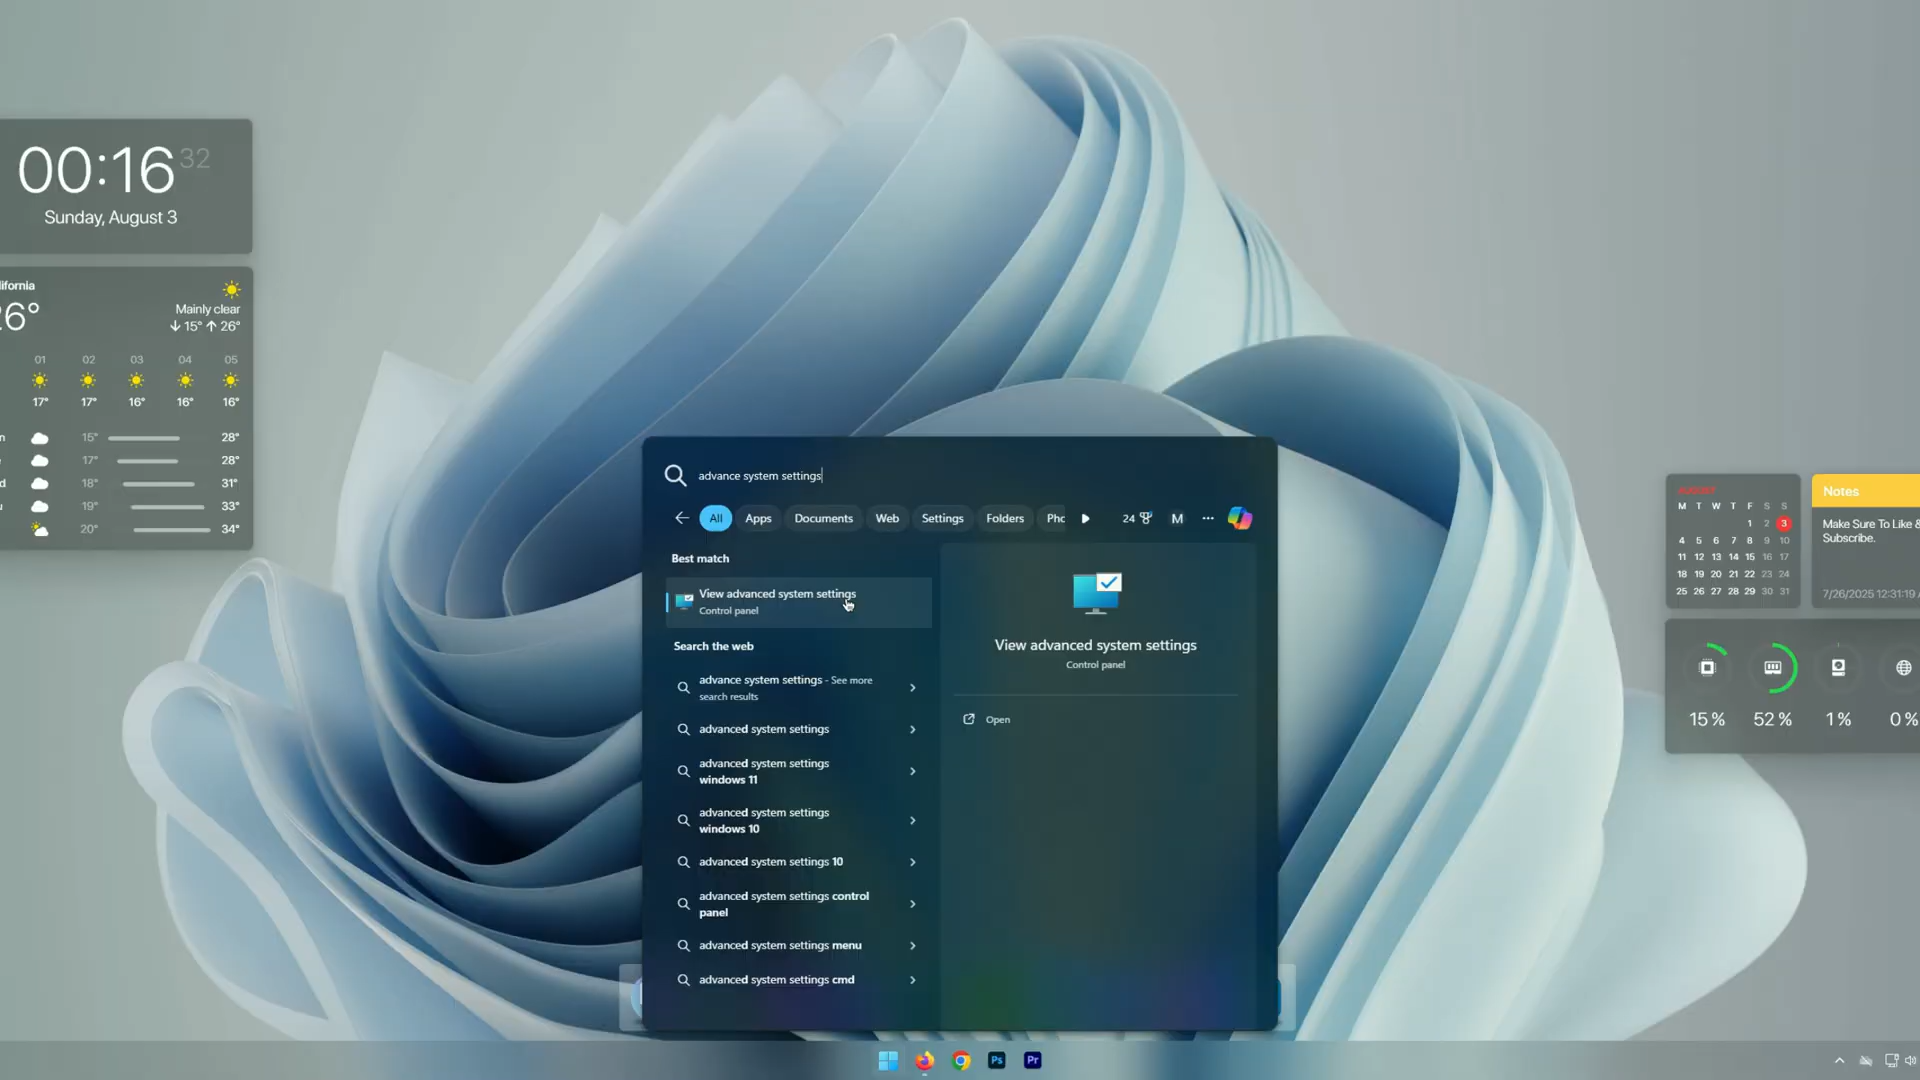 00:16 32
Sunday, August 3
lifornia
26°
Mainly clear
↓ 15° ↑ 26°
01 02 03 04 05
17° 17° 16° 16° 16°
15° 28°
17° 28°
18° 31°
19° 33°
20° 34°
advance system settings
All Apps Documents Web Settings Folders Pho 24 M ...
Best match
View advanced system settings
Control panel
Search the web
advance system settings - See more
search results
advanced system settings
advanced system settings
windows 11
advanced system settings
windows 10
advanced system settings 10
advanced system settings control
panel
advanced system settings menu
advanced system settings cmd
View advanced system settings
Control panel
Open
AUGUST
M T W T F S S
1 2 3
4 5 6 7 8 9 10
11 12 13 14 15 16 17
18 19 20 21 22 23 24
25 26 27 28 29 30 31
Notes
Make Sure To Like &
Subscribe.
7/26/2025 12:31:19
15% 52% 1% 0%
Ps Pr